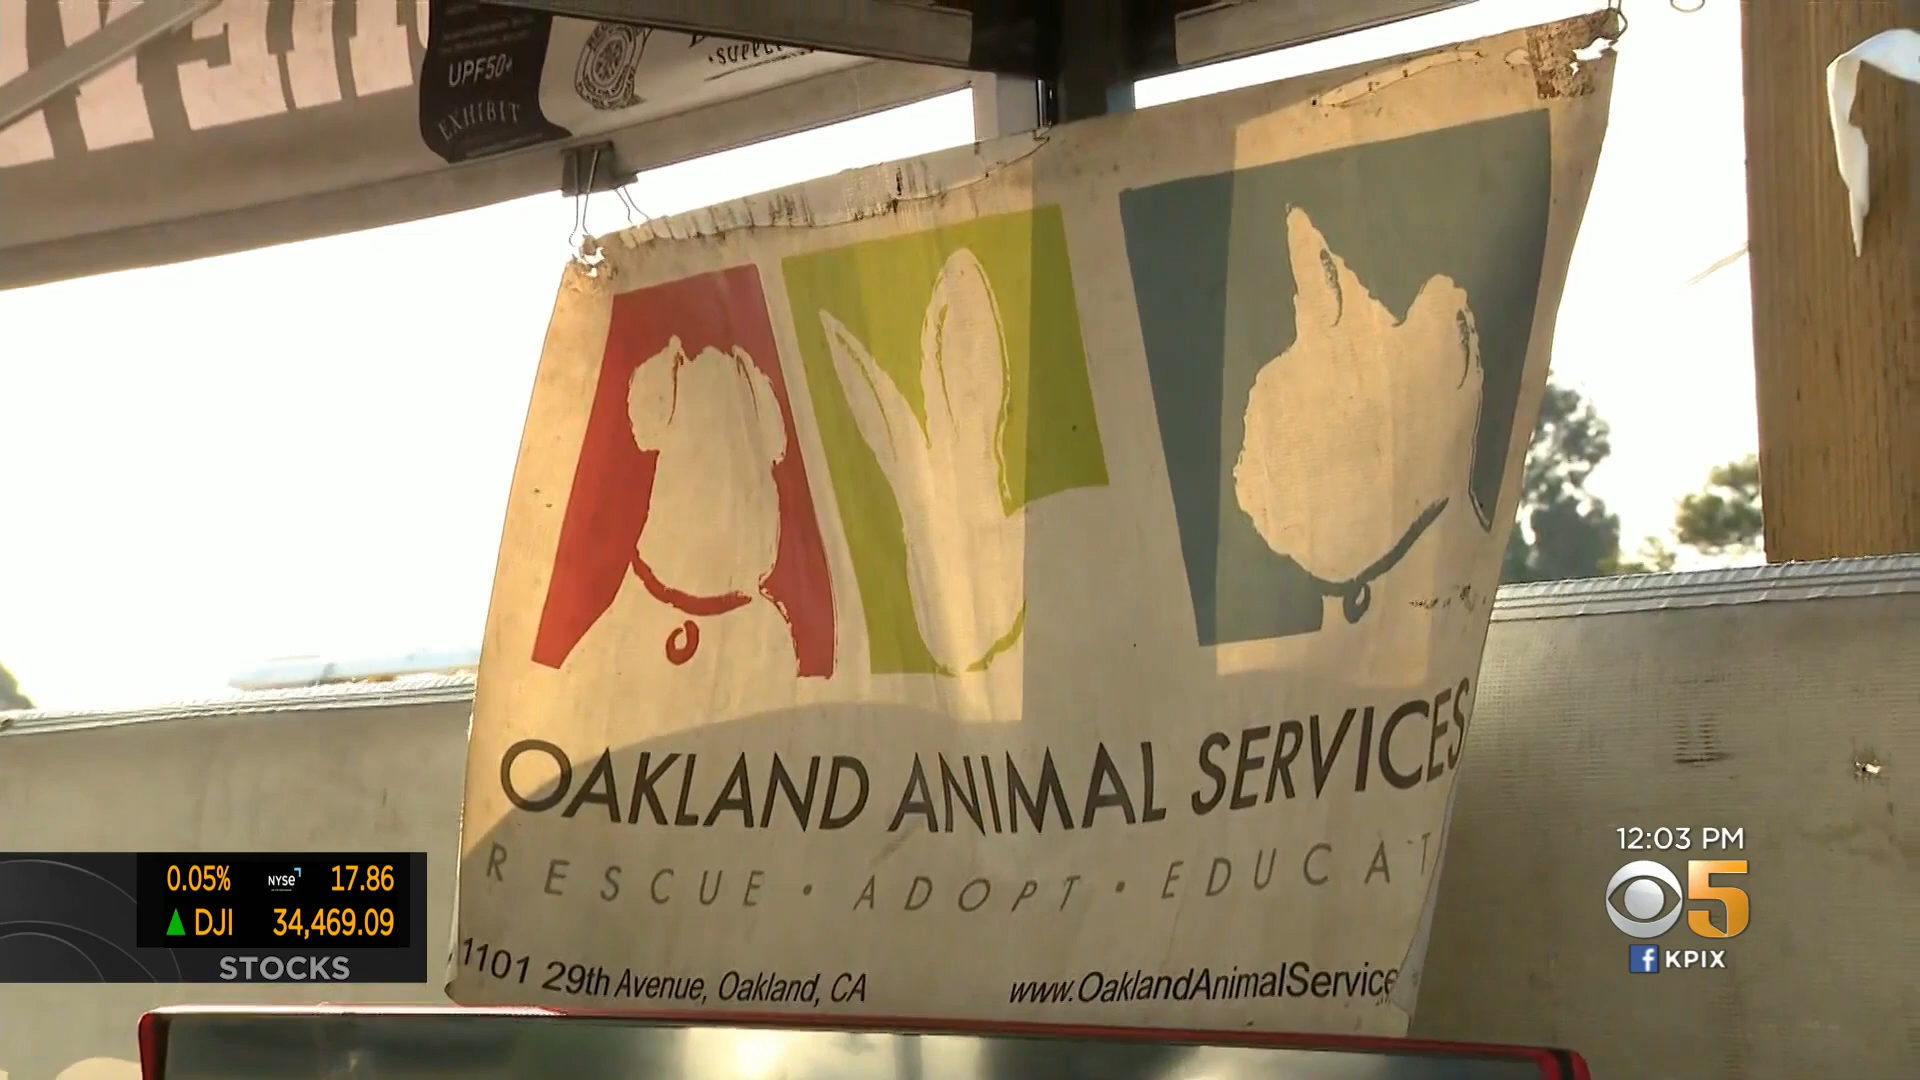 UPF50+
EXHIBIT
SUPPL
OAKLAND ANIMAL SERVICES
RESCUE • ADOPT • EDUCAT
1101 29th Avenue, Oakland, CA
www.OaklandAnimalService
0.05% NYSE 17.86
DJI 34,469.09
STOCKS
12:03 PM
5
f KPIX